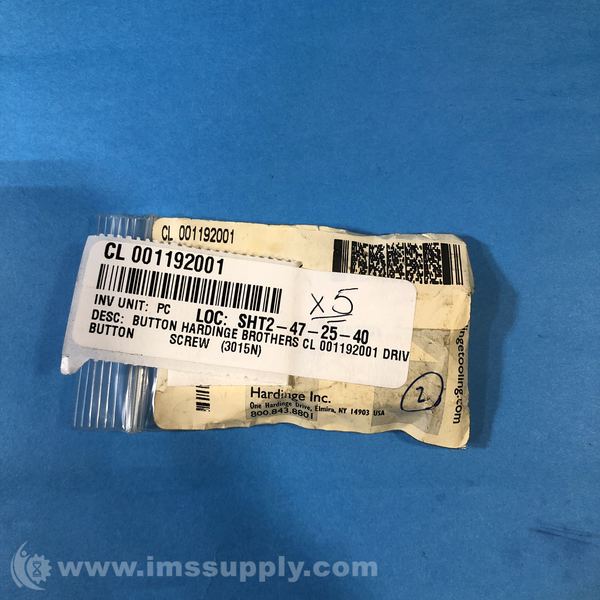 CL 001192001
CL 001192001
X5
INV UNIT: PC LOC: SHT2-47-25-40
DESC: BUTTON HARDINGE BROTHERS CL 001192001 DRIV
BUTTON SCREW (3015N)
ingetooling.com
Hardinge Inc.
One Hardinge Drive, Elmira, NY 14903 USA
800.843.8801
2
www.imssupply.com